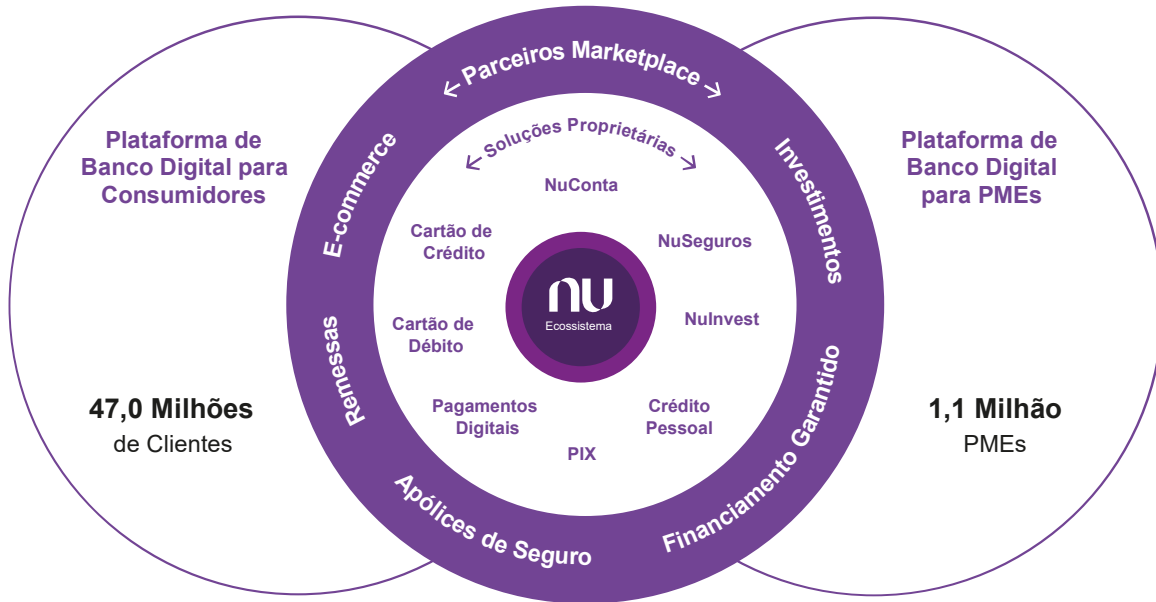 Plataforma de
Banco Digital para
Consumidores
47,0 Milhões
de Clientes
← Parceiros Marketplace →
E-commerce
Remessas
Apólices de Seguro
Financiamento Garantido
Investimentos
← Soluções Proprietárias →
NuConta
Cartão de
Crédito
NuSeguros
Cartão de
Débito
NuInvest
Pagamentos
Digitais
Crédito
Pessoal
PIX
nu
Ecossistema
Plataforma de
Banco Digital
para PMEs
1,1 Milhão
PMEs